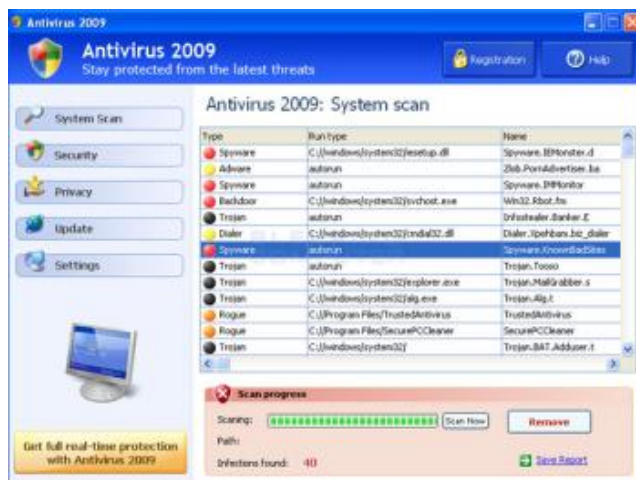 Antivirus 2009
Antivirus 2009
Stay protected from the latest threats
Registration
Help
System Scan
Security
Privacy
Update
Settings
Get full real-time protection
with Antivirus 2009
Antivirus 2009: System scan
Type Run type Name
Spyware C://windows/system32/iesetup.dll Spyware.IEMonster.d
Adware autorun Zlob.PornAdvertiser.ba
Spyware autorun Spyware.IMMonitor
Backdoor C://windows/system32/svchost.exe Win32.Rbot.fm
Trojan autorun Infostealer.Banker.E
Dialer C://windows/system32/cmdial32.dll Dialer.Xpehbam.biz_dialer
Spyware autorun Spyware.KnownBadSites
Trojan autorun Trojan.Tooso
Trojan C://windows/system32/explorer.exe Trojan.MailGrabber.s
Trojan C://windows/system32/alg.exe Trojan.Alg.t
Rogue C://Program Files/TrustedAntivirus TrustedAntivirus
Rogue C://Program Files/SecurePCCleaner SecurePCCleaner
Trojan C://windows/system32/ Trojan.BAT.Adduser.t
Scan progress
Scaning:
Scan Now
Remove
Path:
Infections found: 40
Save Report